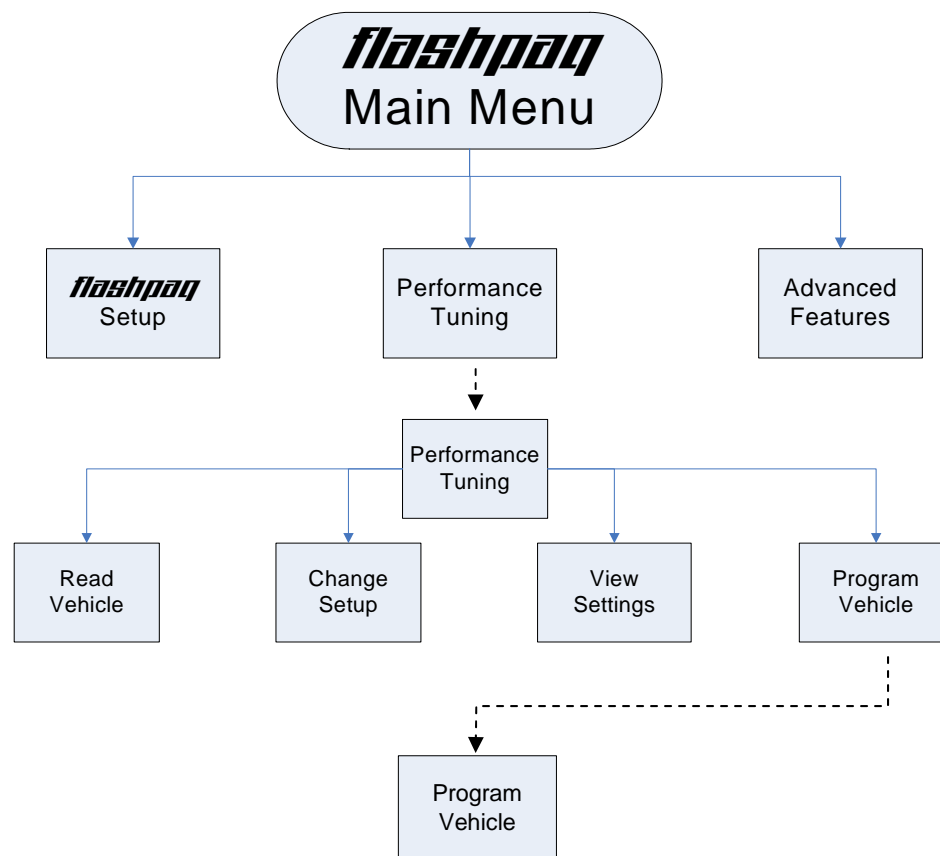 flashpaq
Main Menu
flashpaq
Setup
Performance
Tuning
Advanced
Features
Performance
Tuning
Read
Vehicle
Change
Setup
View
Settings
Program
Vehicle
Program
Vehicle